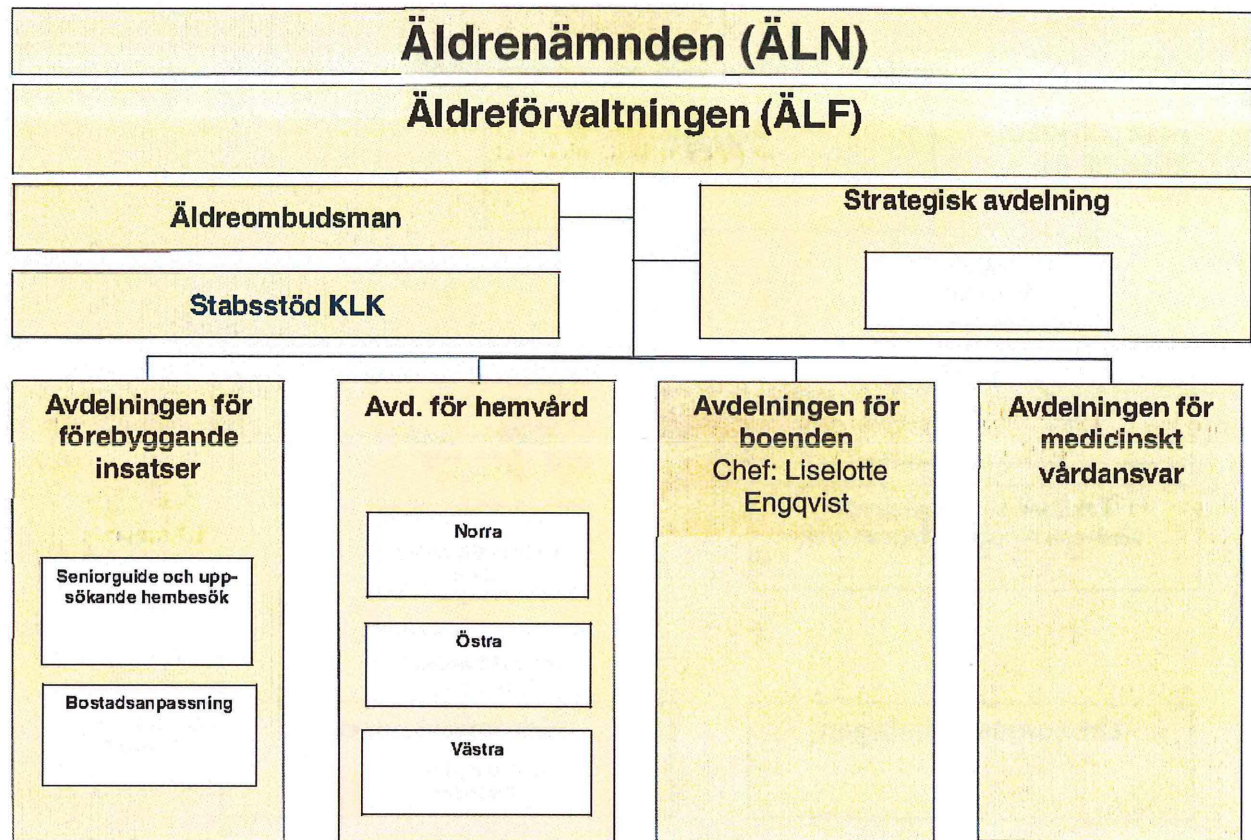 Äldrenämnden (ÄLN)
Äldreförvaltningen (ÄLF)
Äldreombudsman
Strategisk avdelning
Stabsstöd KLK
Avdelningen för
förebyggande
insatser
Seniorguide och upp-
sökande hembesök
Bostadsanpassning
Avd. för hemvård
Norra
Östra
Västra
Avdelningen för
boenden
Chef: Liselotte
Engqvist
Avdelningen för
medicinskt
vårdansvar